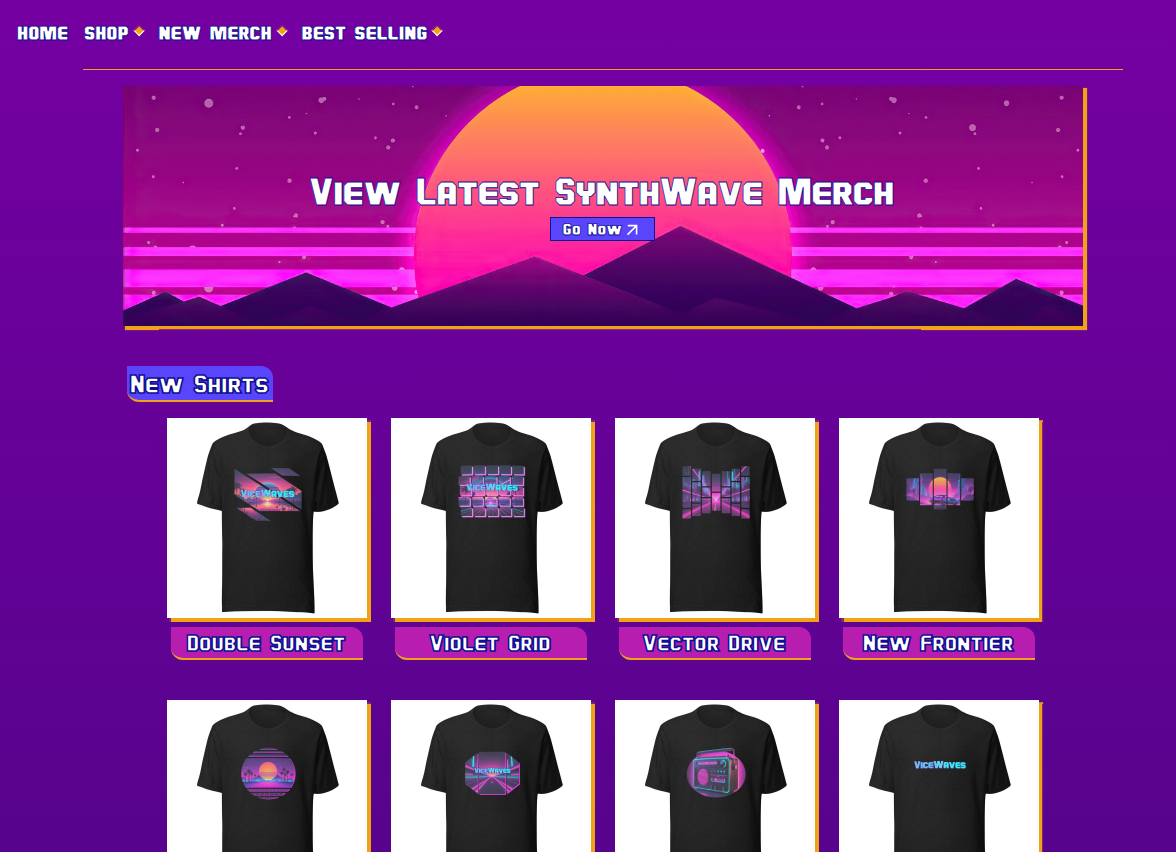 HOME SHOP NEW MERCH BEST SELLING
View Latest SynthWave Merch
Go Now
New Shirts
ViceWaves
ViceWaves
Double Sunset
Violet Grid
Vector Drive
New Frontier
ViceWaves
ViceWaves